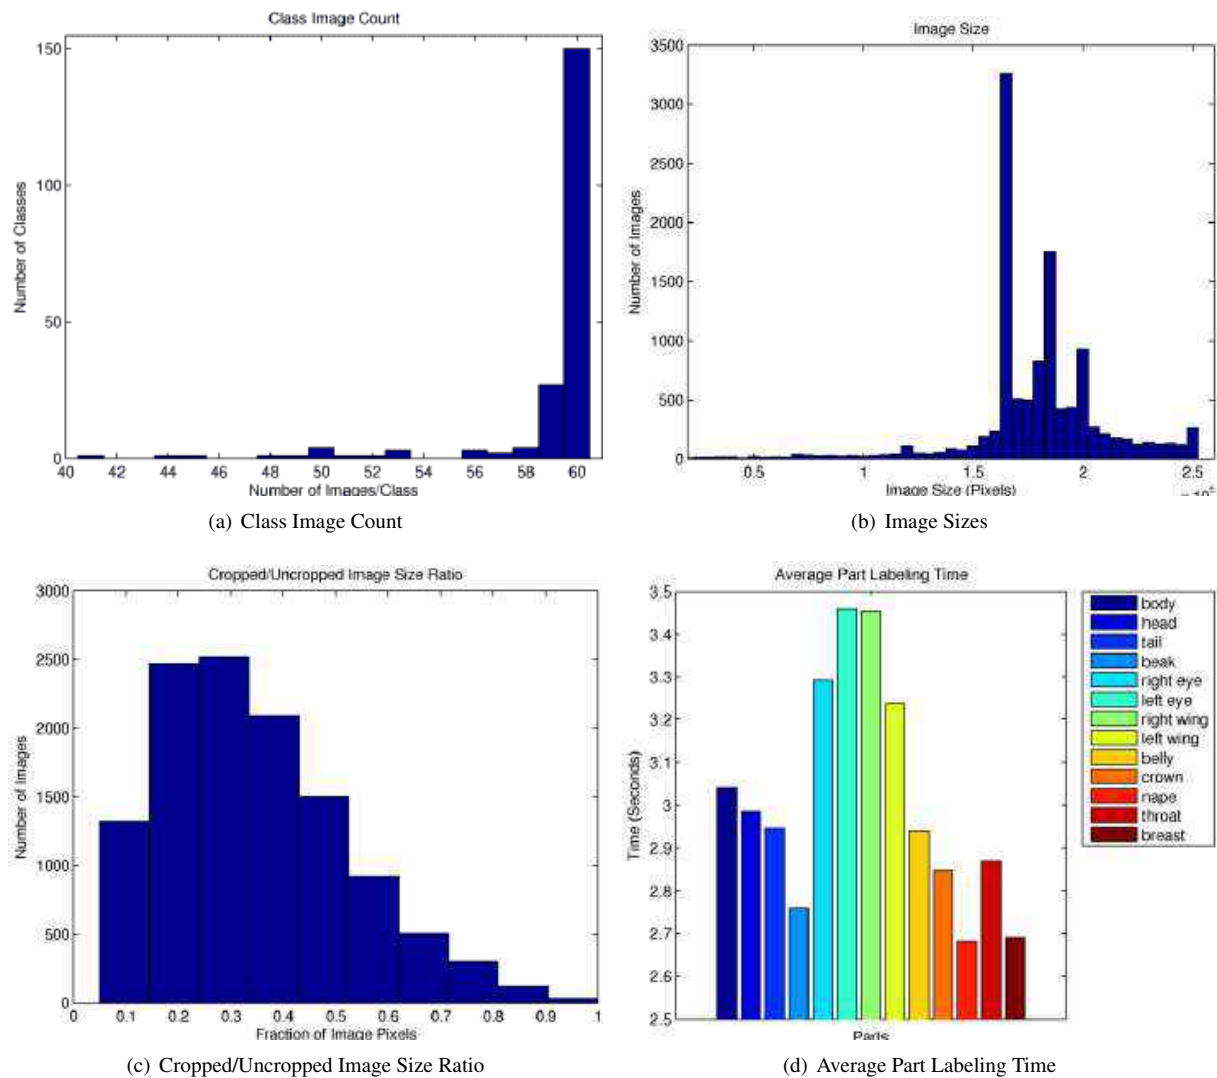 Class Image Count
Number of Classes
150
100
50
0
40 42 44 46 48 50 52 54 56 58 60
Number of Images/Class
(a) Class Image Count
Image Size
Number of Images
3500
3000
2500
2000
1500
1000
500
0
0.5 1 1.5 2 2.5
Image Size (Pixels)
(b) Image Sizes
Cropped/Uncropped Image Size Ratio
Number of Images
3000
2500
2000
1500
1000
500
0
0 0.1 0.2 0.3 0.4 0.5 0.6 0.7 0.8 0.9 1
Fraction of Image Pixels
(c) Cropped/Uncropped Image Size Ratio
Average Part Labeling Time
Time (Seconds)
3.5
3.4
3.3
3.2
3.1
3
2.9
2.8
2.7
2.6
2.5
Parts
body
head
tail
beak
right eye
left eye
right wing
left wing
belly
crown
nape
throat
breast
(d) Average Part Labeling Time